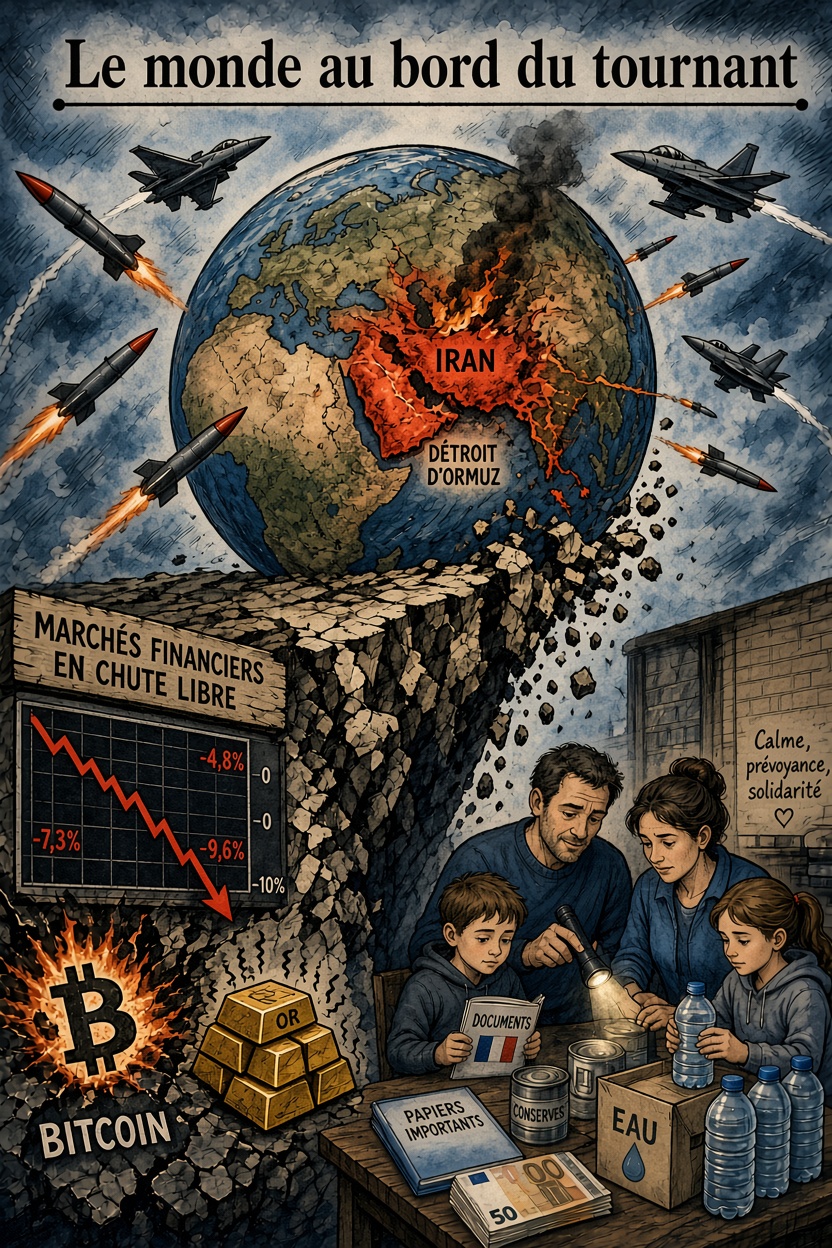 Le monde au bord du tournant
IRAN
DÉTROIT
D'ORMUZ
MARCHÉS FINANCIERS
EN CHUTE LIBRE
-4,8%
-0
-7,3%
-0
-9,6%
-10%
Calme,
prévoyance,
solidarité
BITCOIN
OR
DOCUMENTS
PAPIERS
IMPORTANTS
CONSERVES
EAU
50